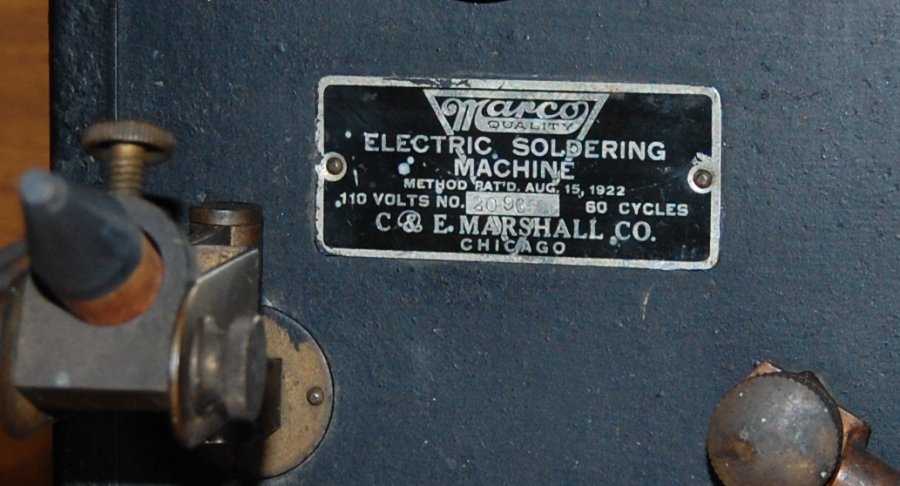 Marco
QUALITY
ELECTRIC SOLDERING
MACHINE
METHOD PAT'D. AUG. 15, 1922
110 VOLTS NO. 60 CYCLES
C. & E. MARSHALL CO.
CHICAGO